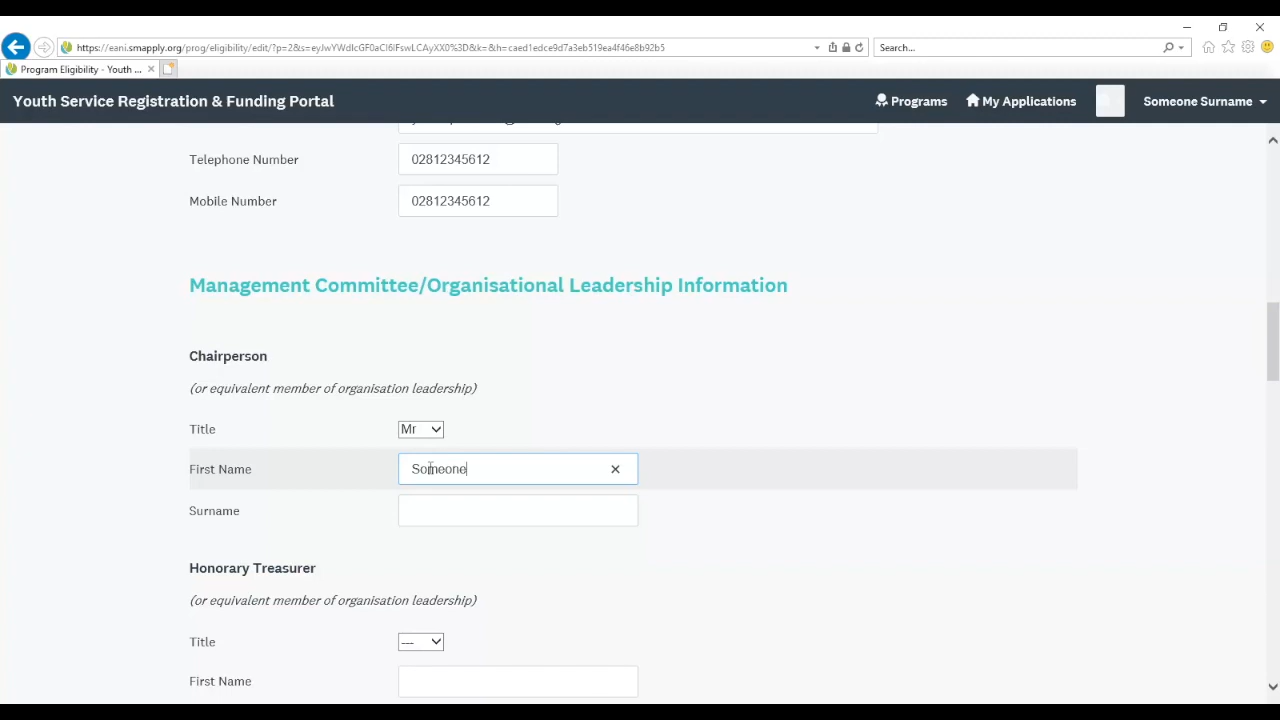 https://eani.smapply.org/prog/eligibility/edit/?p=2&s=eyJwYWdlcGF0aCI6IFswLCAyXX0%3D&k=&h=caed1edce9d7a3eb519ea4f46e8b92b5
Search...
Program Eligibility - Youth ...
Youth Service Registration & Funding Portal
Programs
My Applications
Someone Surname
Telephone Number
02812345612
Mobile Number
02812345612
Management Committee/Organisational Leadership Information
Chairperson
(or equivalent member of organisation leadership)
Title
Mr
First Name
Someone
Surname
Honorary Treasurer
(or equivalent member of organisation leadership)
Title
---
First Name